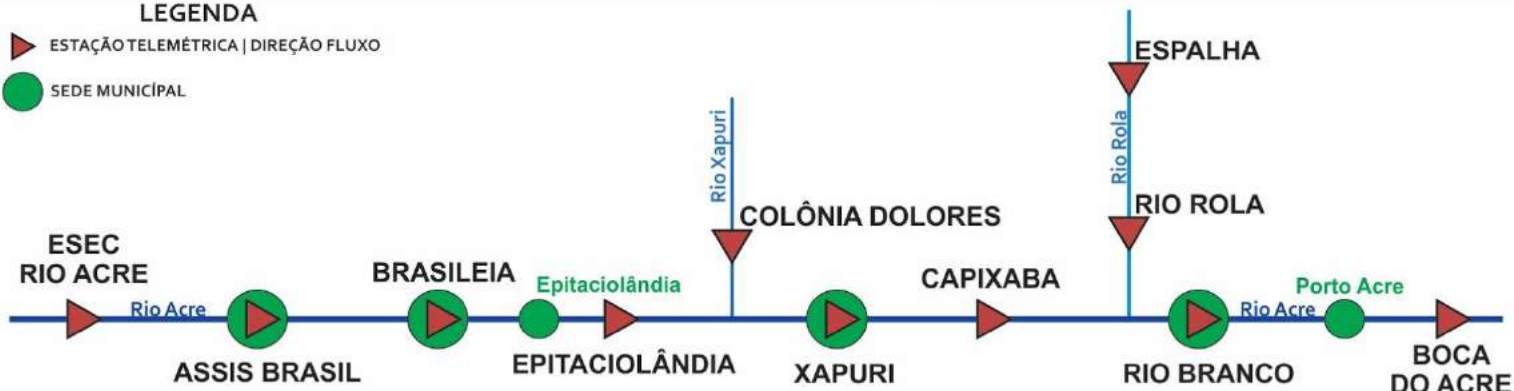 LEGENDA
ESTAÇÃO TELEMÉTRICA | DIREÇÃO FLUXO
SEDE MUNICÍPAL
ESPALHA
Rio Xapuri
Rio Rola
COLÔNIA DOLORES
RIO ROLA
ESEC
RIO ACRE
BRASILEIA
Epitaciolândia
CAPIXABA
Porto Acre
Rio Acre
Rio Acre
ASSIS BRASIL
EPITACIOLÂNDIA
XAPURI
RIO BRANCO
BOCA
DO ACRE